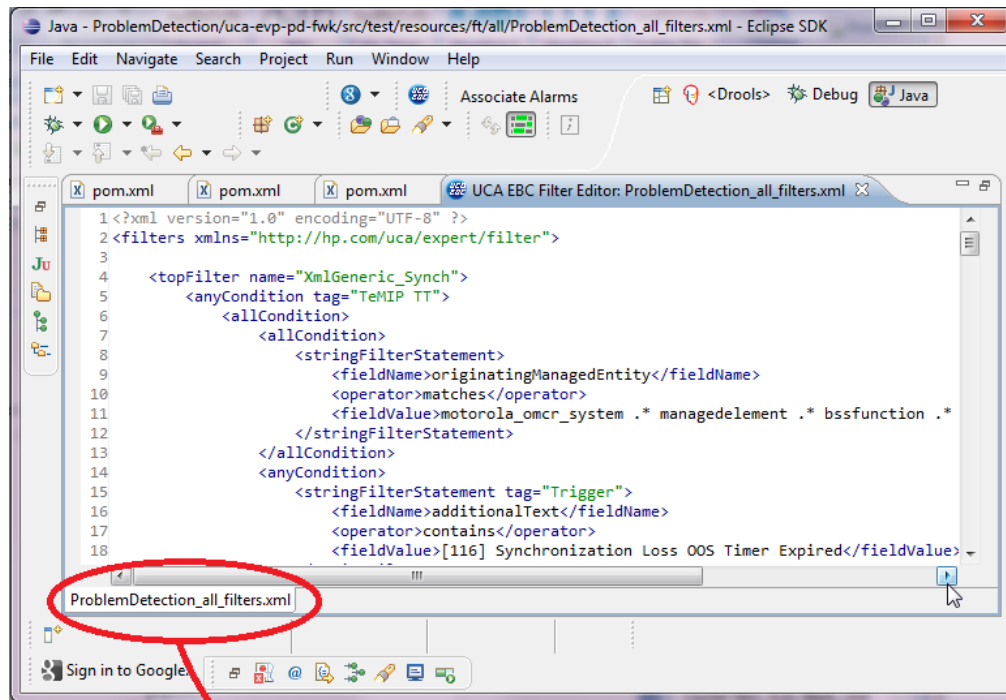 Java - ProblemDetection/uca-evp-pd-fwk/src/test/resources/ft/all/ProblemDetection_all_filters.xml - Eclipse SDK
File Edit Navigate Search Project Run Window Help
Associate Alarms <Drools> Debug Java
pom.xml pom.xml pom.xml UCA EBC Filter Editor: ProblemDetection_all_filters.xml
1 <?xml version="1.0" encoding="UTF-8" ?>
2 <filters xmlns="http://hp.com/uca/expert/filter">
3
4 <topFilter name="XmlGeneric_Synch">
5 <anyCondition tag="TeMIP TT">
6 <allCondition>
7 <allCondition>
8 <stringFilterStatement>
9 <fieldName>originatingManagedEntity</fieldName>
10 <operator>matches</operator>
11 <fieldValue>motorola_omcr_system .* managedelement .* bssfunction .*
12 </stringFilterStatement>
13 </allCondition>
14 <anyCondition>
15 <stringFilterStatement tag="Trigger">
16 <fieldName>additionalText</fieldName>
17 <operator>contains</operator>
18 <fieldValue>[116] Synchronization Loss OOS Timer Expired</fieldValue>
ProblemDetection_all_filters.xml
Sign in to Google.